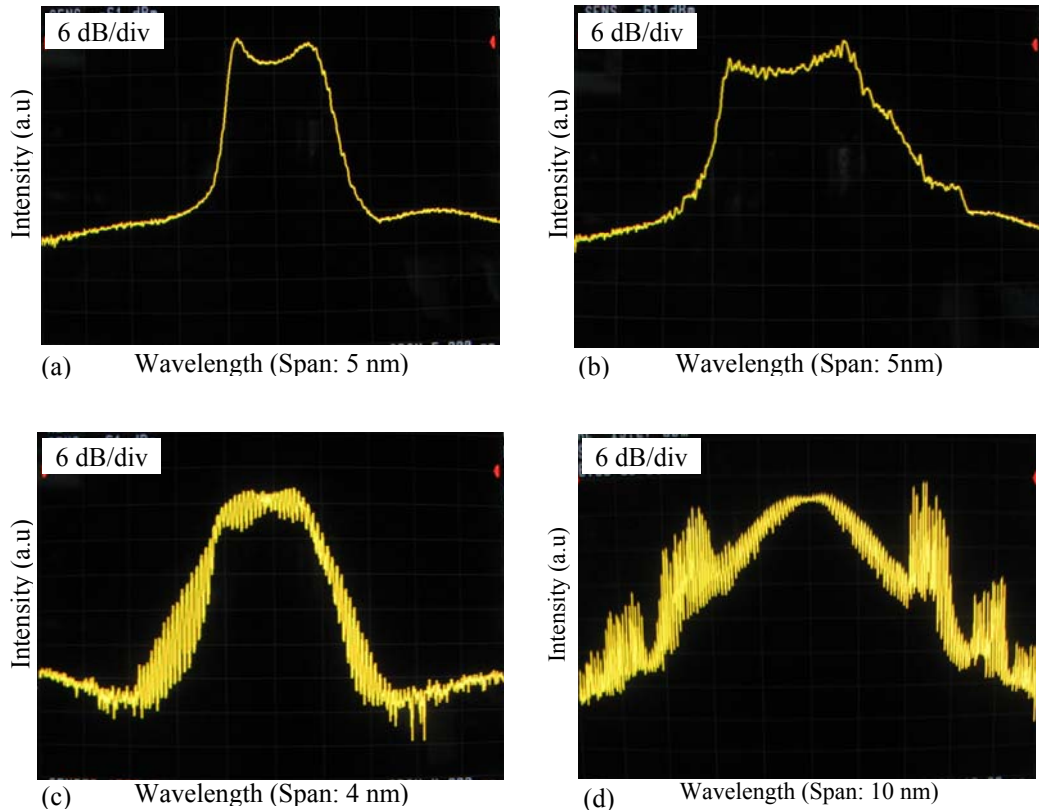 6 dB/div
Intensity (a.u)
(a)
Wavelength (Span: 5 nm)
6 dB/div
Intensity (a.u)
(b)
Wavelength (Span: 5nm)
6 dB/div
Intensity (a.u)
(c)
Wavelength (Span: 4 nm)
6 dB/div
Intensity (a.u)
(d)
Wavelength (Span: 10 nm)